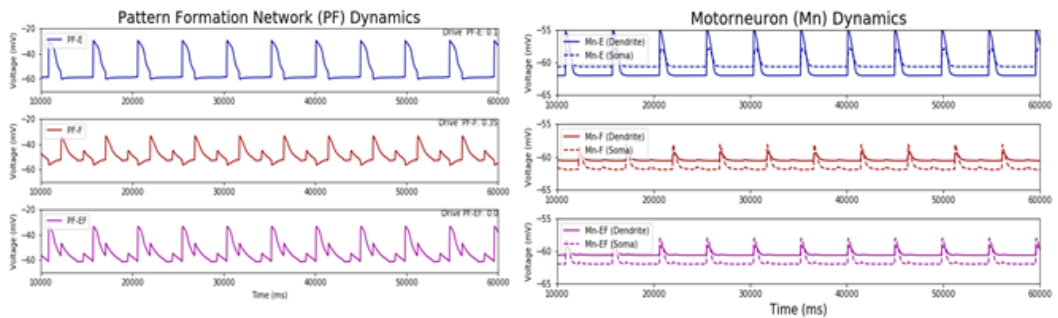 Pattern Formation Network (PF) Dynamics
Drive PF-E: 0.1
PF-E
Voltage (mV)
-20
-40
-60
10000 20000 30000 40000 50000 60000
Drive PF-F: 0.35
PF-F
Voltage (mV)
-20
-40
-60
10000 20000 30000 40000 50000 60000
Drive PF-EF: 0.0
PF-EF
Voltage (mV)
-20
-40
-60
10000 20000 30000 40000 50000 60000
Time (ms)
Motorneuron (Mn) Dynamics
Mn-E (Dendrite)
Mn-E (Soma)
Voltage (mV)
-55
-60
-65
10000 20000 30000 40000 50000 60000
Mn-F (Dendrite)
Mn-F (Soma)
Voltage (mV)
-55
-60
-65
10000 20000 30000 40000 50000 60000
Mn-EF (Dendrite)
Mn-EF (Soma)
Voltage (mV)
-55
-60
-65
10000 20000 30000 40000 50000 60000
Time (ms)